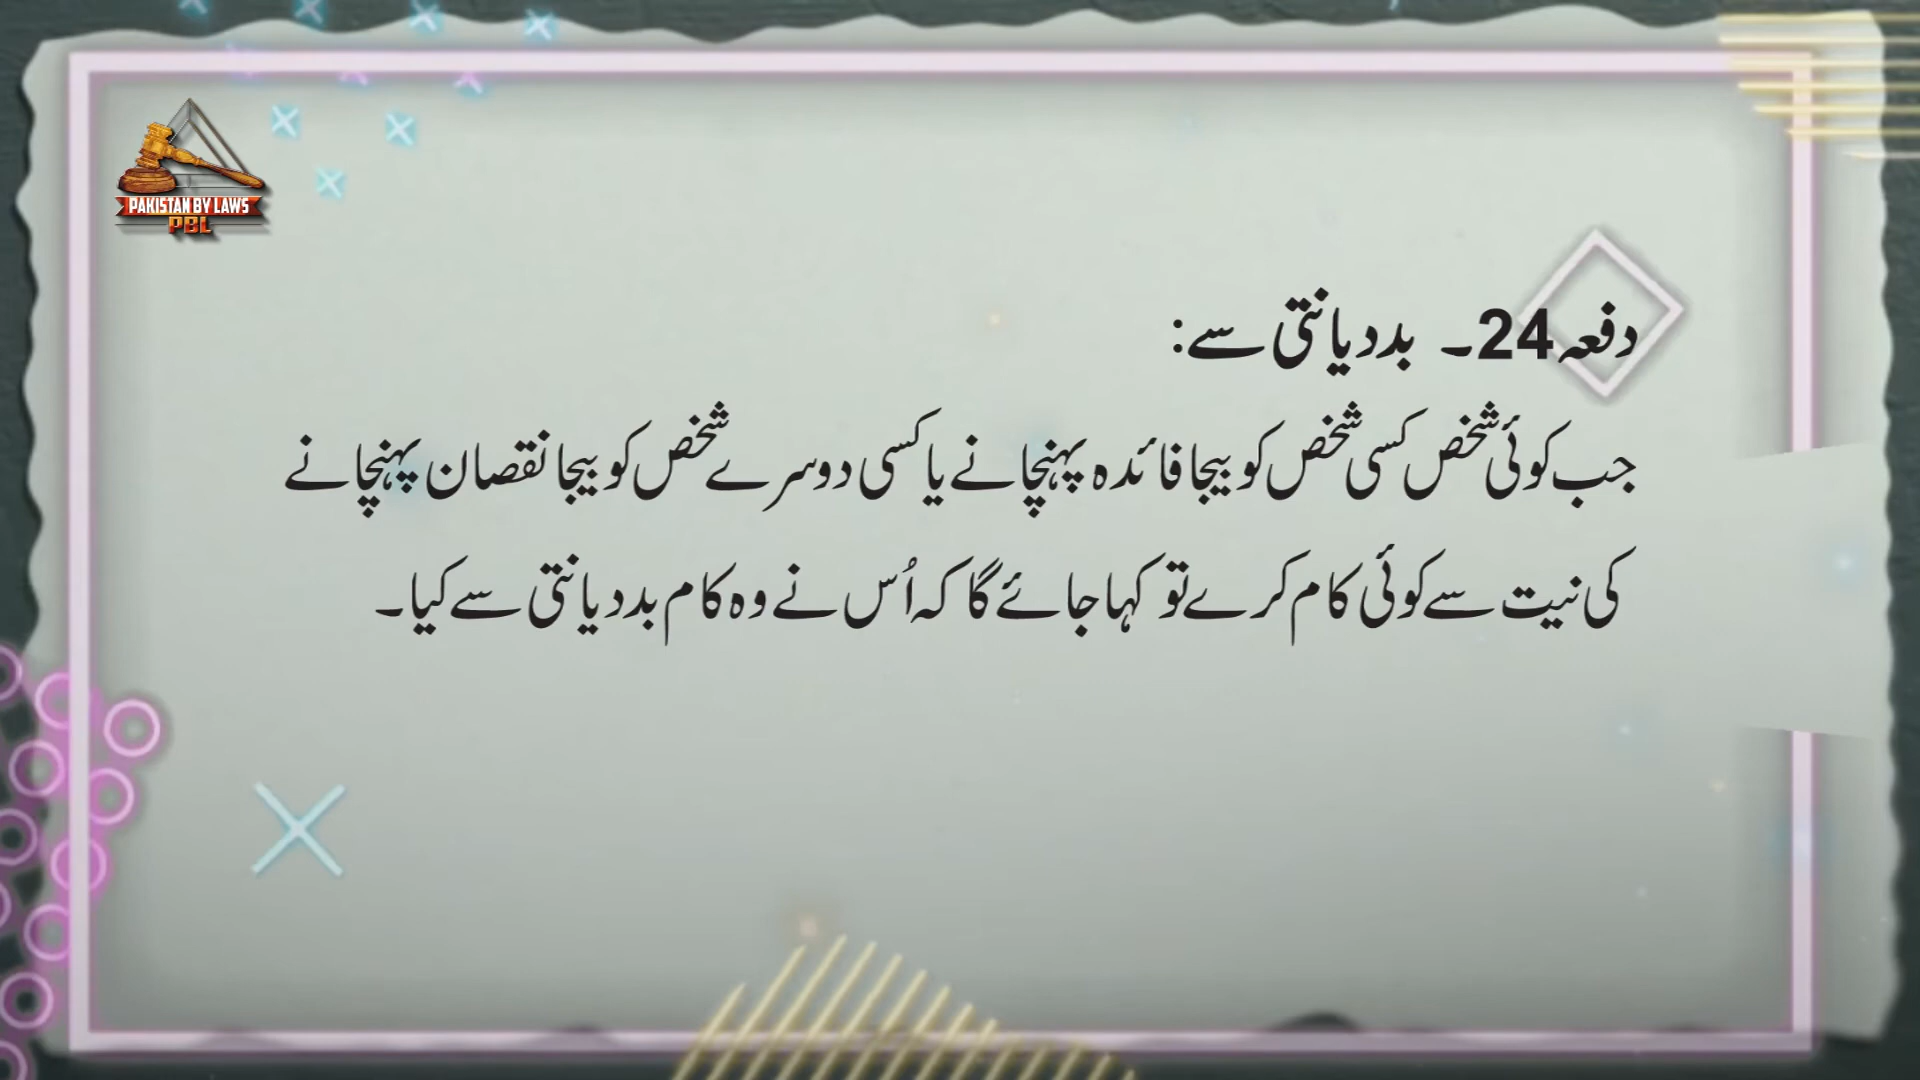 PAKISTAN BY LAWS
PBL
دفعہ 24۔ بددیانتی سے:
جب کوئی شخص کسی شخص کو بیجا فائدہ پہنچانے یا کسی دوسرے شخص کو بیجا نقصان پہنچانے
کی نیت سے کوئی کام کرے تو کہا جائے گا کہ اُس نے وہ کام بددیانتی سے کیا۔